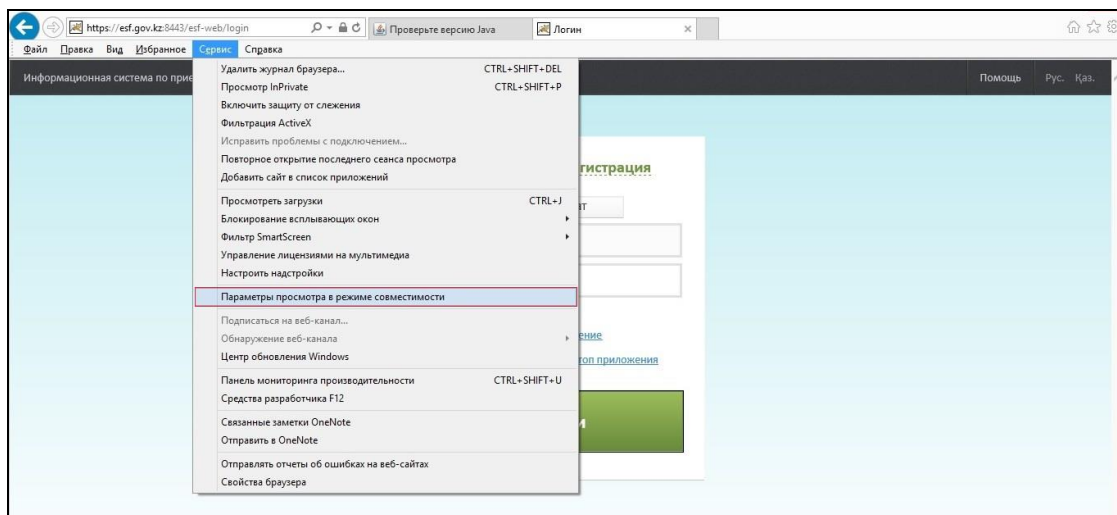 https://esf.gov.kz:8443/esf-web/login
Проверьте версию Java
Логин
Файл Правка Вид Избранное Сервис Справка
Информационная система по прие
Помощь Рус. Қаз.
Удалить журнал браузера... CTRL+SHIFT+DEL
Просмотр InPrivate CTRL+SHIFT+P
Включить защиту от слежения
Фильтрация ActiveX
Исправить проблемы с подключением...
Повторное открытие последнего сеанса просмотра
Добавить сайт в список приложений
гистрация
Просмотреть загрузки CTRL+J
Блокирование всплывающих окон
Фильтр SmartScreen
Управление лицензиями на мультимедиа
Настроить надстройки
Параметры просмотра в режиме совместимости
Подписаться на веб-канал...
Обнаружение веб-канала
ение
Центр обновления Windows
топ приложения
Панель мониторинга производительности CTRL+SHIFT+U
Средства разработчика F12
Связанные заметки OneNote
Отправить в OneNote
Отправлять отчеты об ошибках на веб-сайтах
Свойства браузера